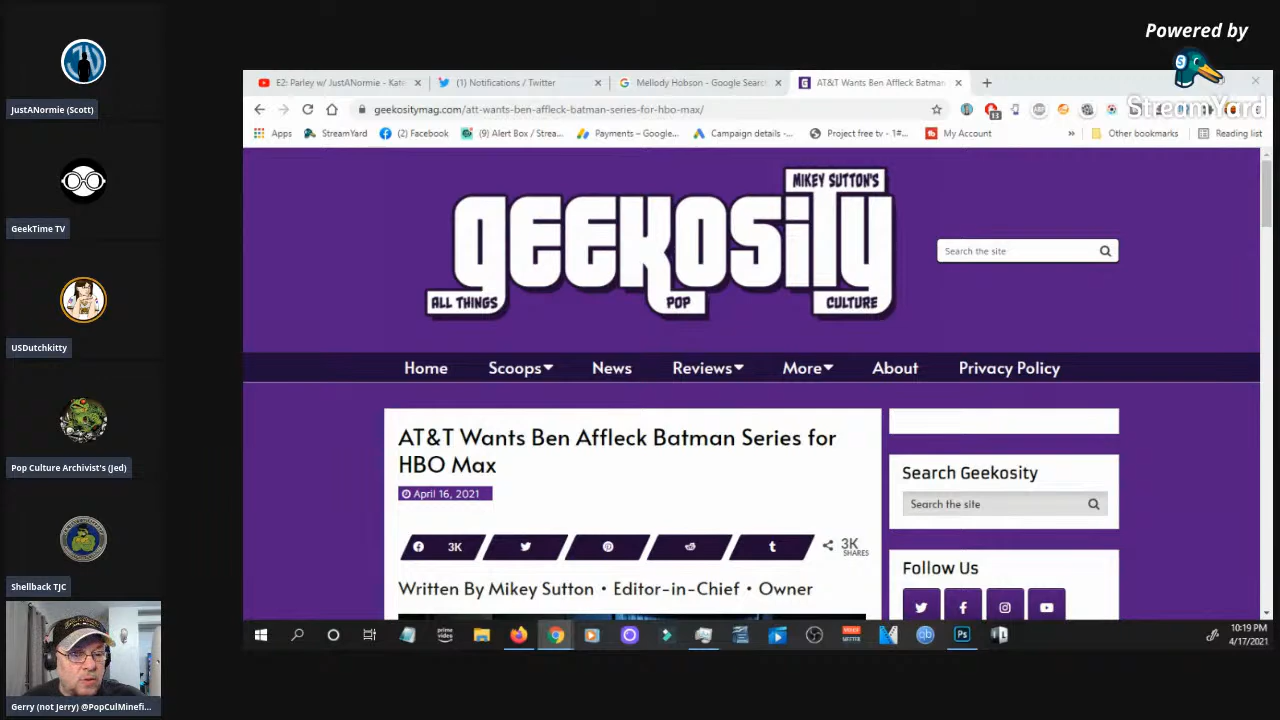 Powered by
StreamYard
JustANormie (Scott)
GeekTime TV
USDutchkitty
Pop Culture Archivist's (Jed)
Shellback TJC
Gerry (not Jerry) @PopCulMinefi...
E2: Parley w/ JustANormie - Kat
(1) Notifications / Twitter
Mellody Hobson - Google Searc
AT&T Wants Ben Affleck Batman
geekositymag.com/att-wants-ben-affleck-batman-series-for-hbo-max/
Apps
StreamYard
(2) Facebook
(9) Alert Box / Strea...
Payments – Google...
Campaign details -...
Project free tv - 1#...
My Account
»
Other bookmarks
Reading list
MIKEY SUTTON'S
geekosity
ALL THINGS
POP
CULTURE
Search the site
Home
Scoops
News
Reviews
More
About
Privacy Policy
AT&T Wants Ben Affleck Batman Series for
HBO Max
April 16, 2021
3K
3K
SHARES
Written By Mikey Sutton • Editor-in-Chief • Owner
Search Geekosity
Search the site
Follow Us
10:19 PM
4/17/2021